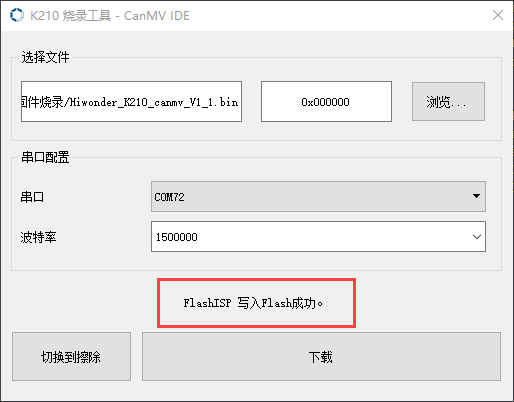 K210 烧录工具 - CanMV IDE
选择文件
固件烧录/Hiwonder_K210_canmv_V1_1.bin
0x000000
浏览...
串口配置
串口
COM72
波特率
1500000
FlashISP 写入Flash成功。
切换到擦除
下载